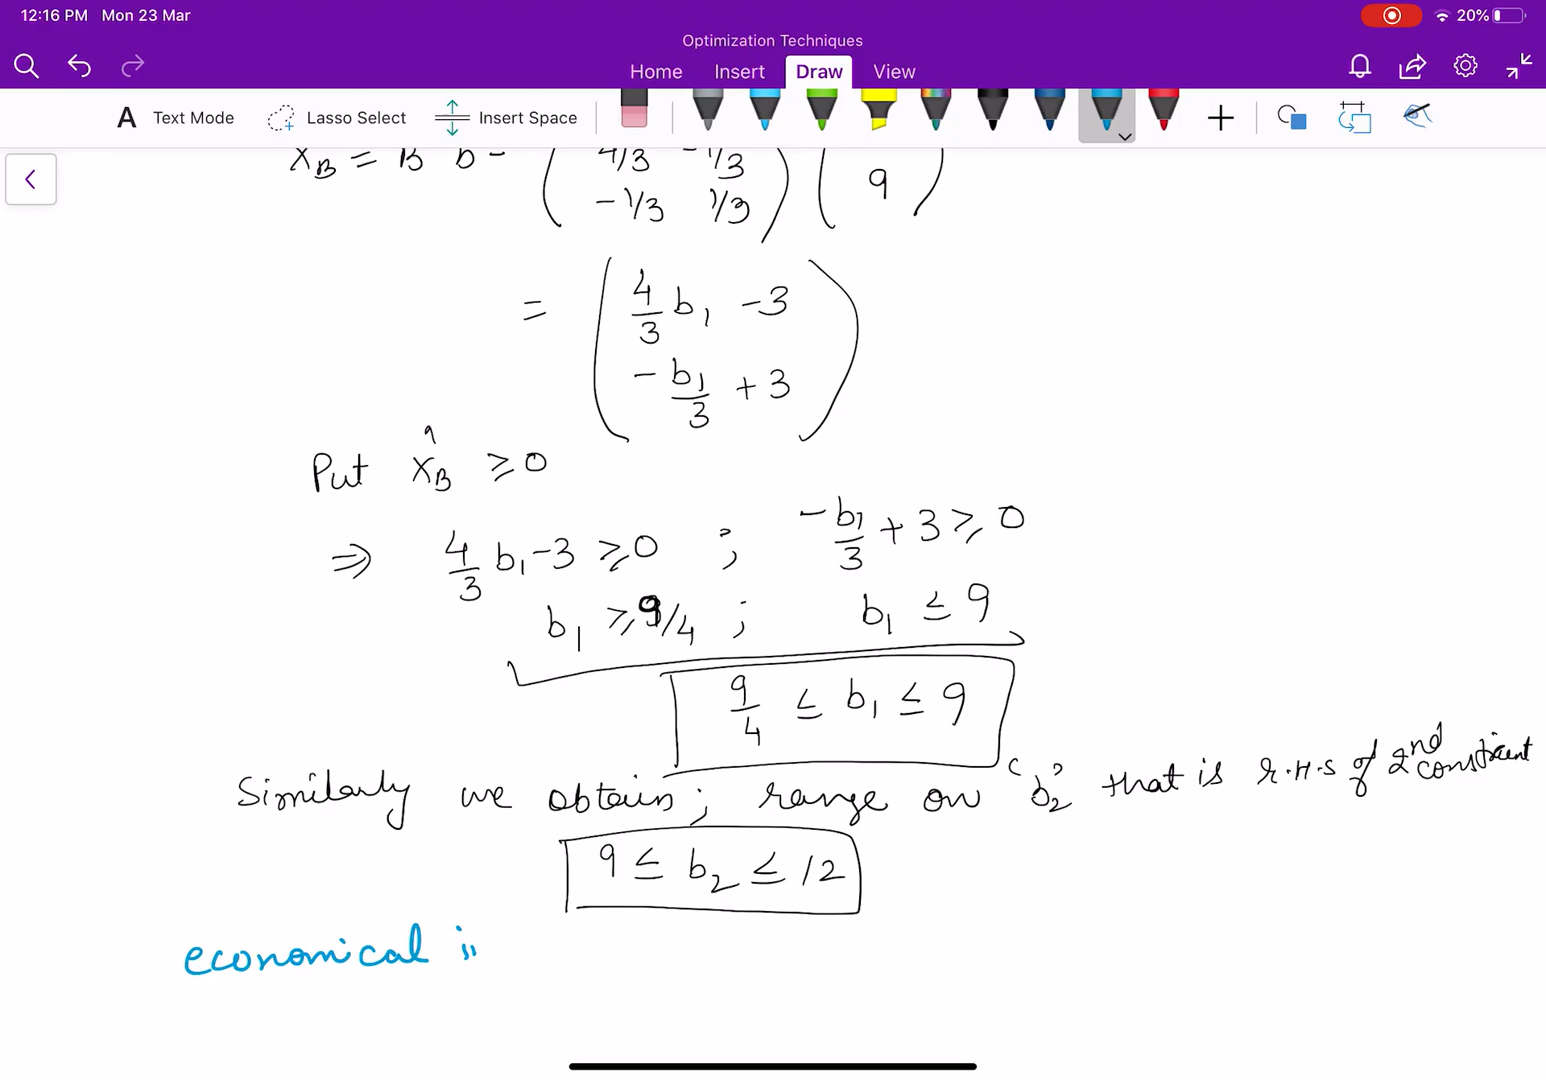 12:16 PM Mon 23 Mar
20%
Optimization Techniques
Home Insert Draw View
A Text Mode Lasso Select Insert Space
X_B = B b = ( 4/3 -1/3 ) (
-1/3 1/3 9 )
= ( 4/3 b₁ - 3
-b₁/3 + 3 )
Put X̂_B ≥ 0
⇒ 4/3 b₁ - 3 ≥ 0 ; -b₁/3 + 3 ≥ 0
b₁ ≥ 9/4 ; b₁ ≤ 9
9/4 ≤ b₁ ≤ 9
Similarly we obtain; range on 'b₂' that is r.H.S of 2nd constraint
9 ≤ b₂ ≤ 12
economical